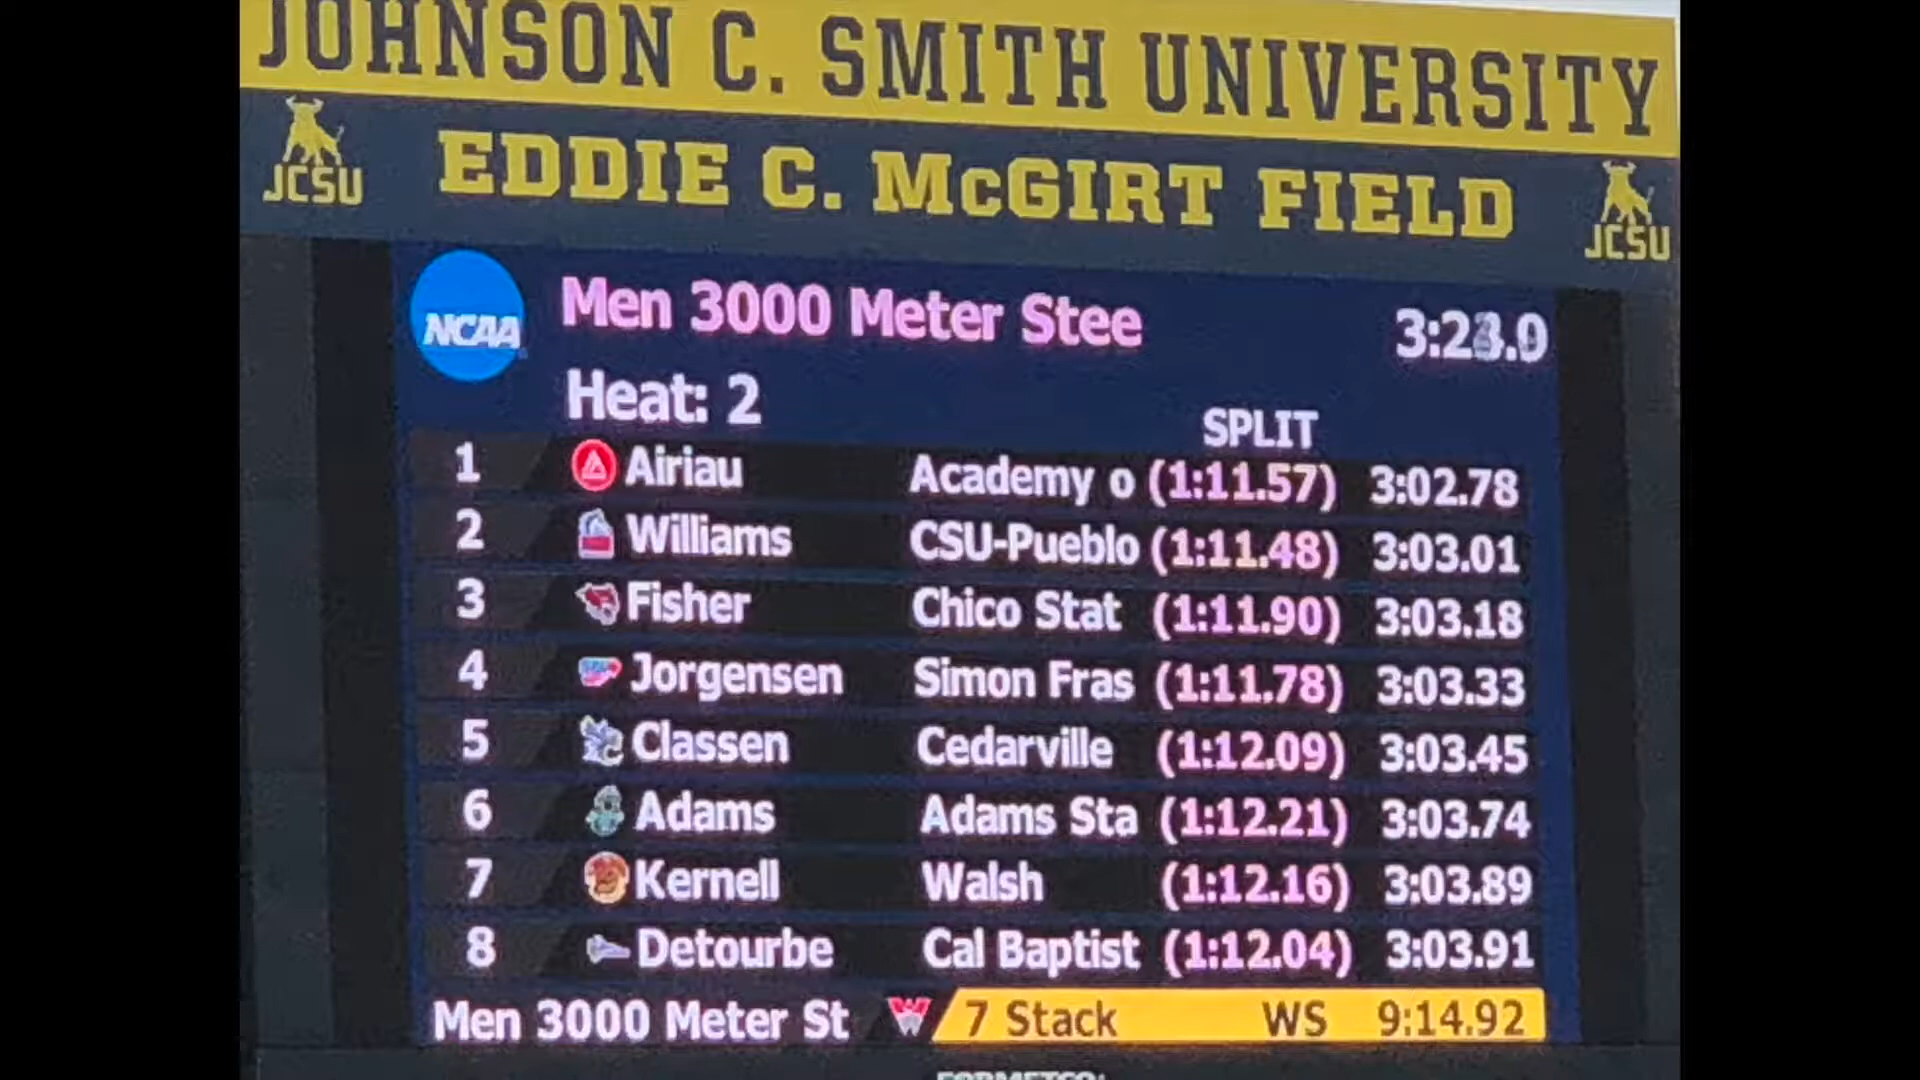 JOHNSON C. SMITH UNIVERSITY
JCSU EDDIE C. McGIRT FIELD JCSU
NCAA Men 3000 Meter Stee
Heat: 2
SPLIT
1 Airiau Academy o (1:11.57) 3:02.78
2 Williams CSU-Pueblo (1:11.48) 3:03.01
3 Fisher Chico Stat (1:11.90) 3:03.18
4 Jorgensen Simon Fras (1:11.78) 3:03.33
5 Classen Cedarville (1:12.09) 3:03.45
6 Adams Adams Sta (1:12.21) 3:03.74
7 Kernell Walsh (1:12.16) 3:03.89
8 Detourbe Cal Baptist (1:12.04) 3:03.91
Men 3000 Meter St W 7 Stack WS 9:14.92